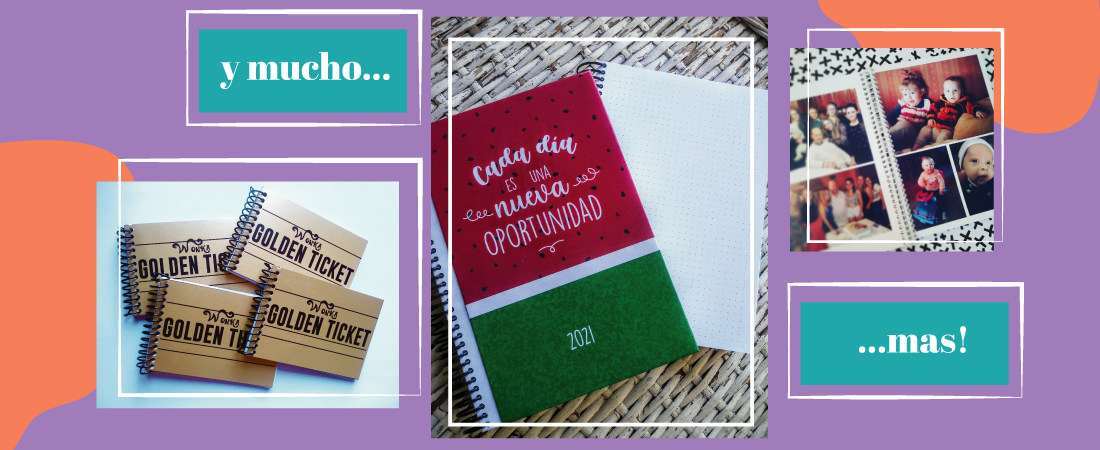 y mucho...
Wonka
GOLDEN TICKET
Wonka
GOLDEN TICKET
Wonka
GOLDEN
Wonka
GOLDEN TICKET
Cada día
ES UNA
nueva
OPORTUNIDAD
2021
...mas!